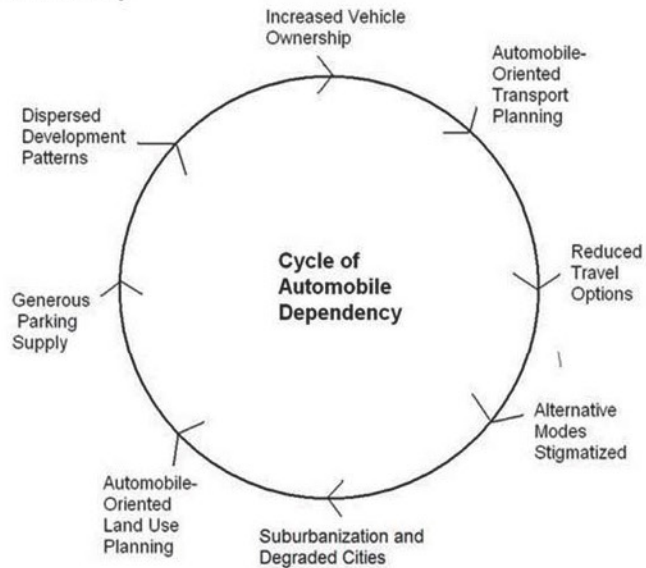 Increased Vehicle
Ownership
Automobile-
Oriented
Transport
Planning
Reduced
Travel
Options
Alternative
Modes
Stigmatized
Suburbanization and
Degraded Cities
Automobile-
Oriented
Land Use
Planning
Generous
Parking
Supply
Dispersed
Development
Patterns
Cycle of
Automobile
Dependency